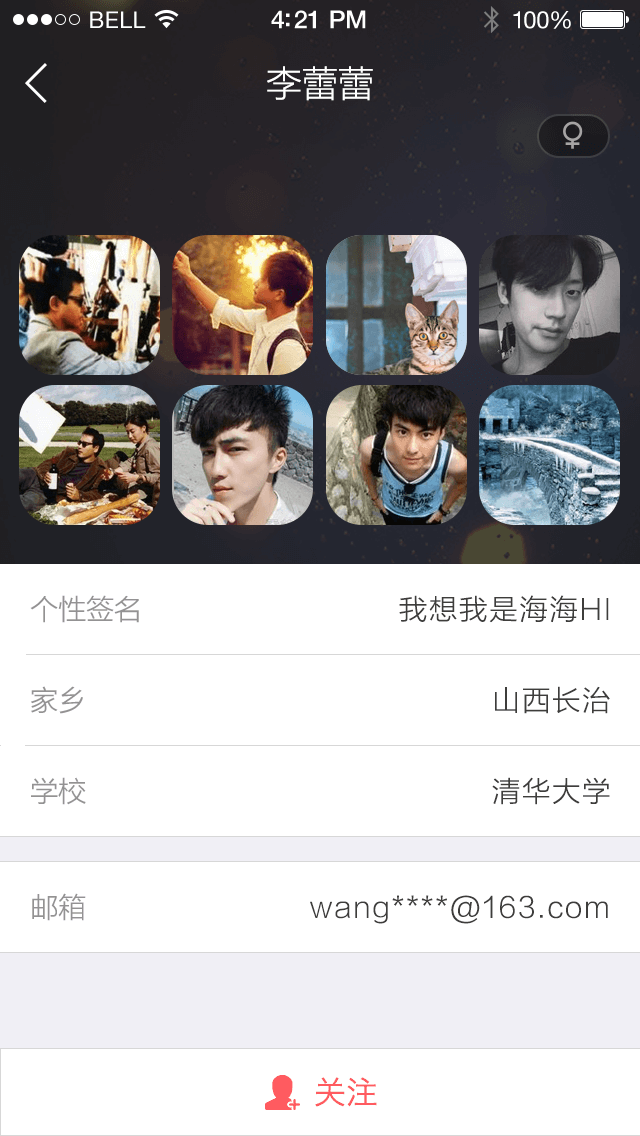 BELL 4:21 PM 100%
李蕾蕾
个性签名 我想我是海海HI
家乡 山西长治
学校 清华大学
邮箱 wang****@163.com
关注